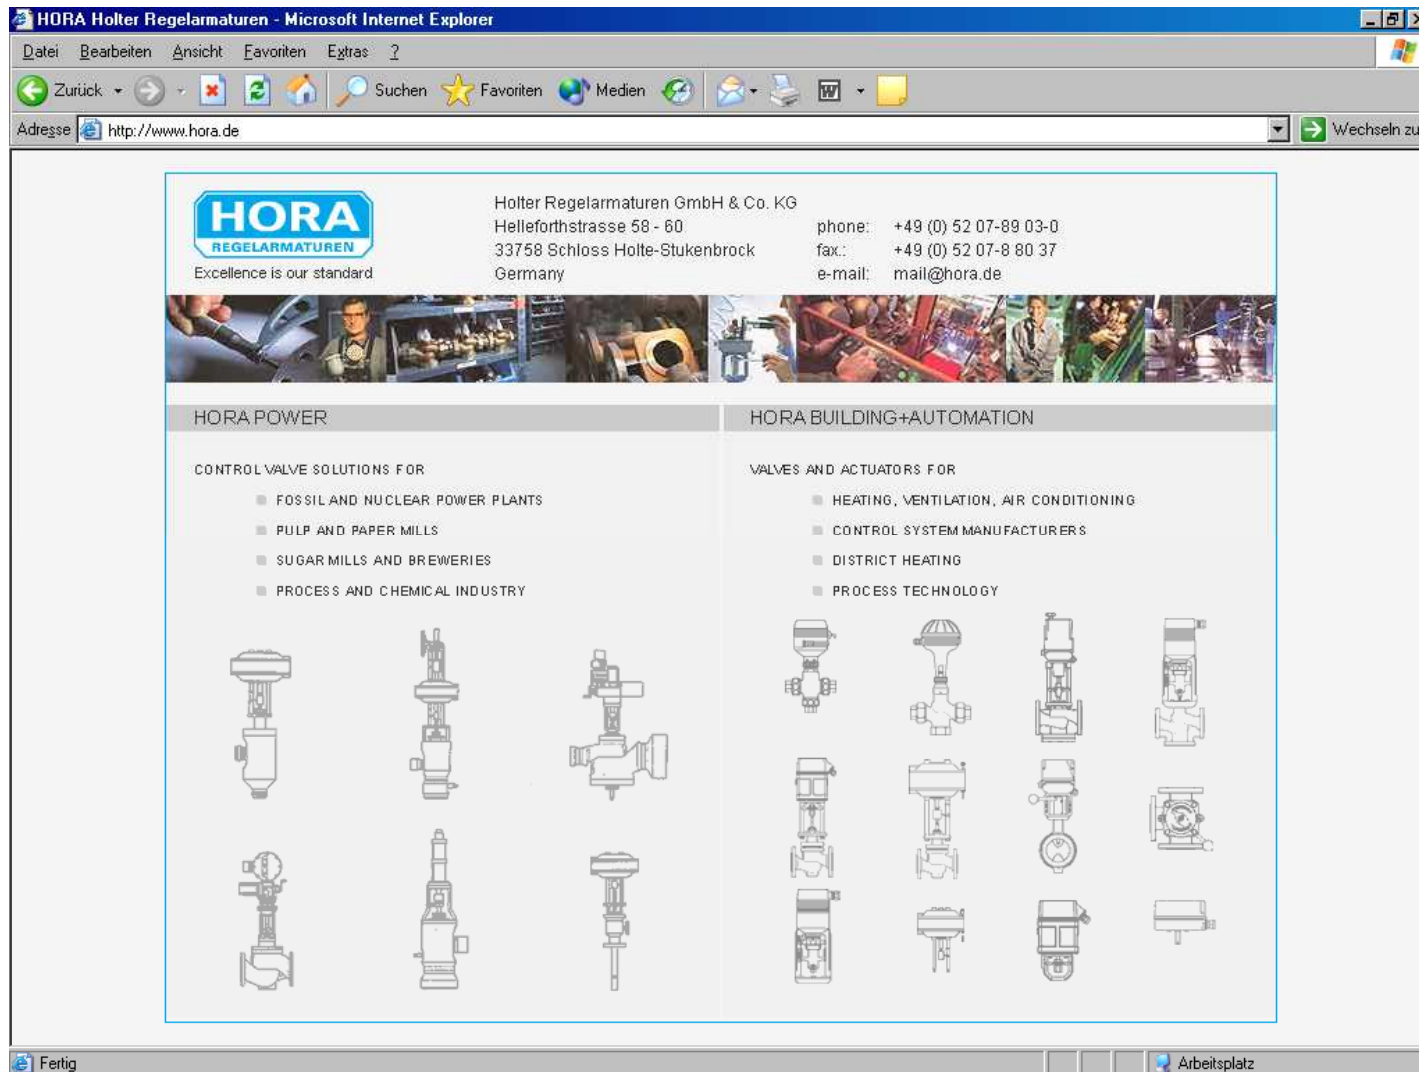 HORA Holter Regelarmaturen - Microsoft Internet Explorer
Datei Bearbeiten Ansicht Favoriten Extras ?
Zurück Suchen Favoriten Medien
Adresse http://www.hora.de Wechseln zu
HORA
REGELARMATUREN
Excellence is our standard
Holter Regelarmaturen GmbH & Co. KG
Helleforthstrasse 58 - 60 phone: +49 (0) 52 07-89 03-0
33758 Schloss Holte-Stukenbrock fax.: +49 (0) 52 07-8 80 37
Germany e-mail: mail@hora.de
HORA POWER
CONTROL VALVE SOLUTIONS FOR
FOSSIL AND NUCLEAR POWER PLANTS
PULP AND PAPER MILLS
SUGAR MILLS AND BREWERIES
PROCESS AND CHEMICAL INDUSTRY
HORA BUILDING+AUTOMATION
VALVES AND ACTUATORS FOR
HEATING, VENTILATION, AIR CONDITIONING
CONTROL SYSTEM MANUFACTURERS
DISTRICT HEATING
PROCESS TECHNOLOGY
Fertig Arbeitsplatz